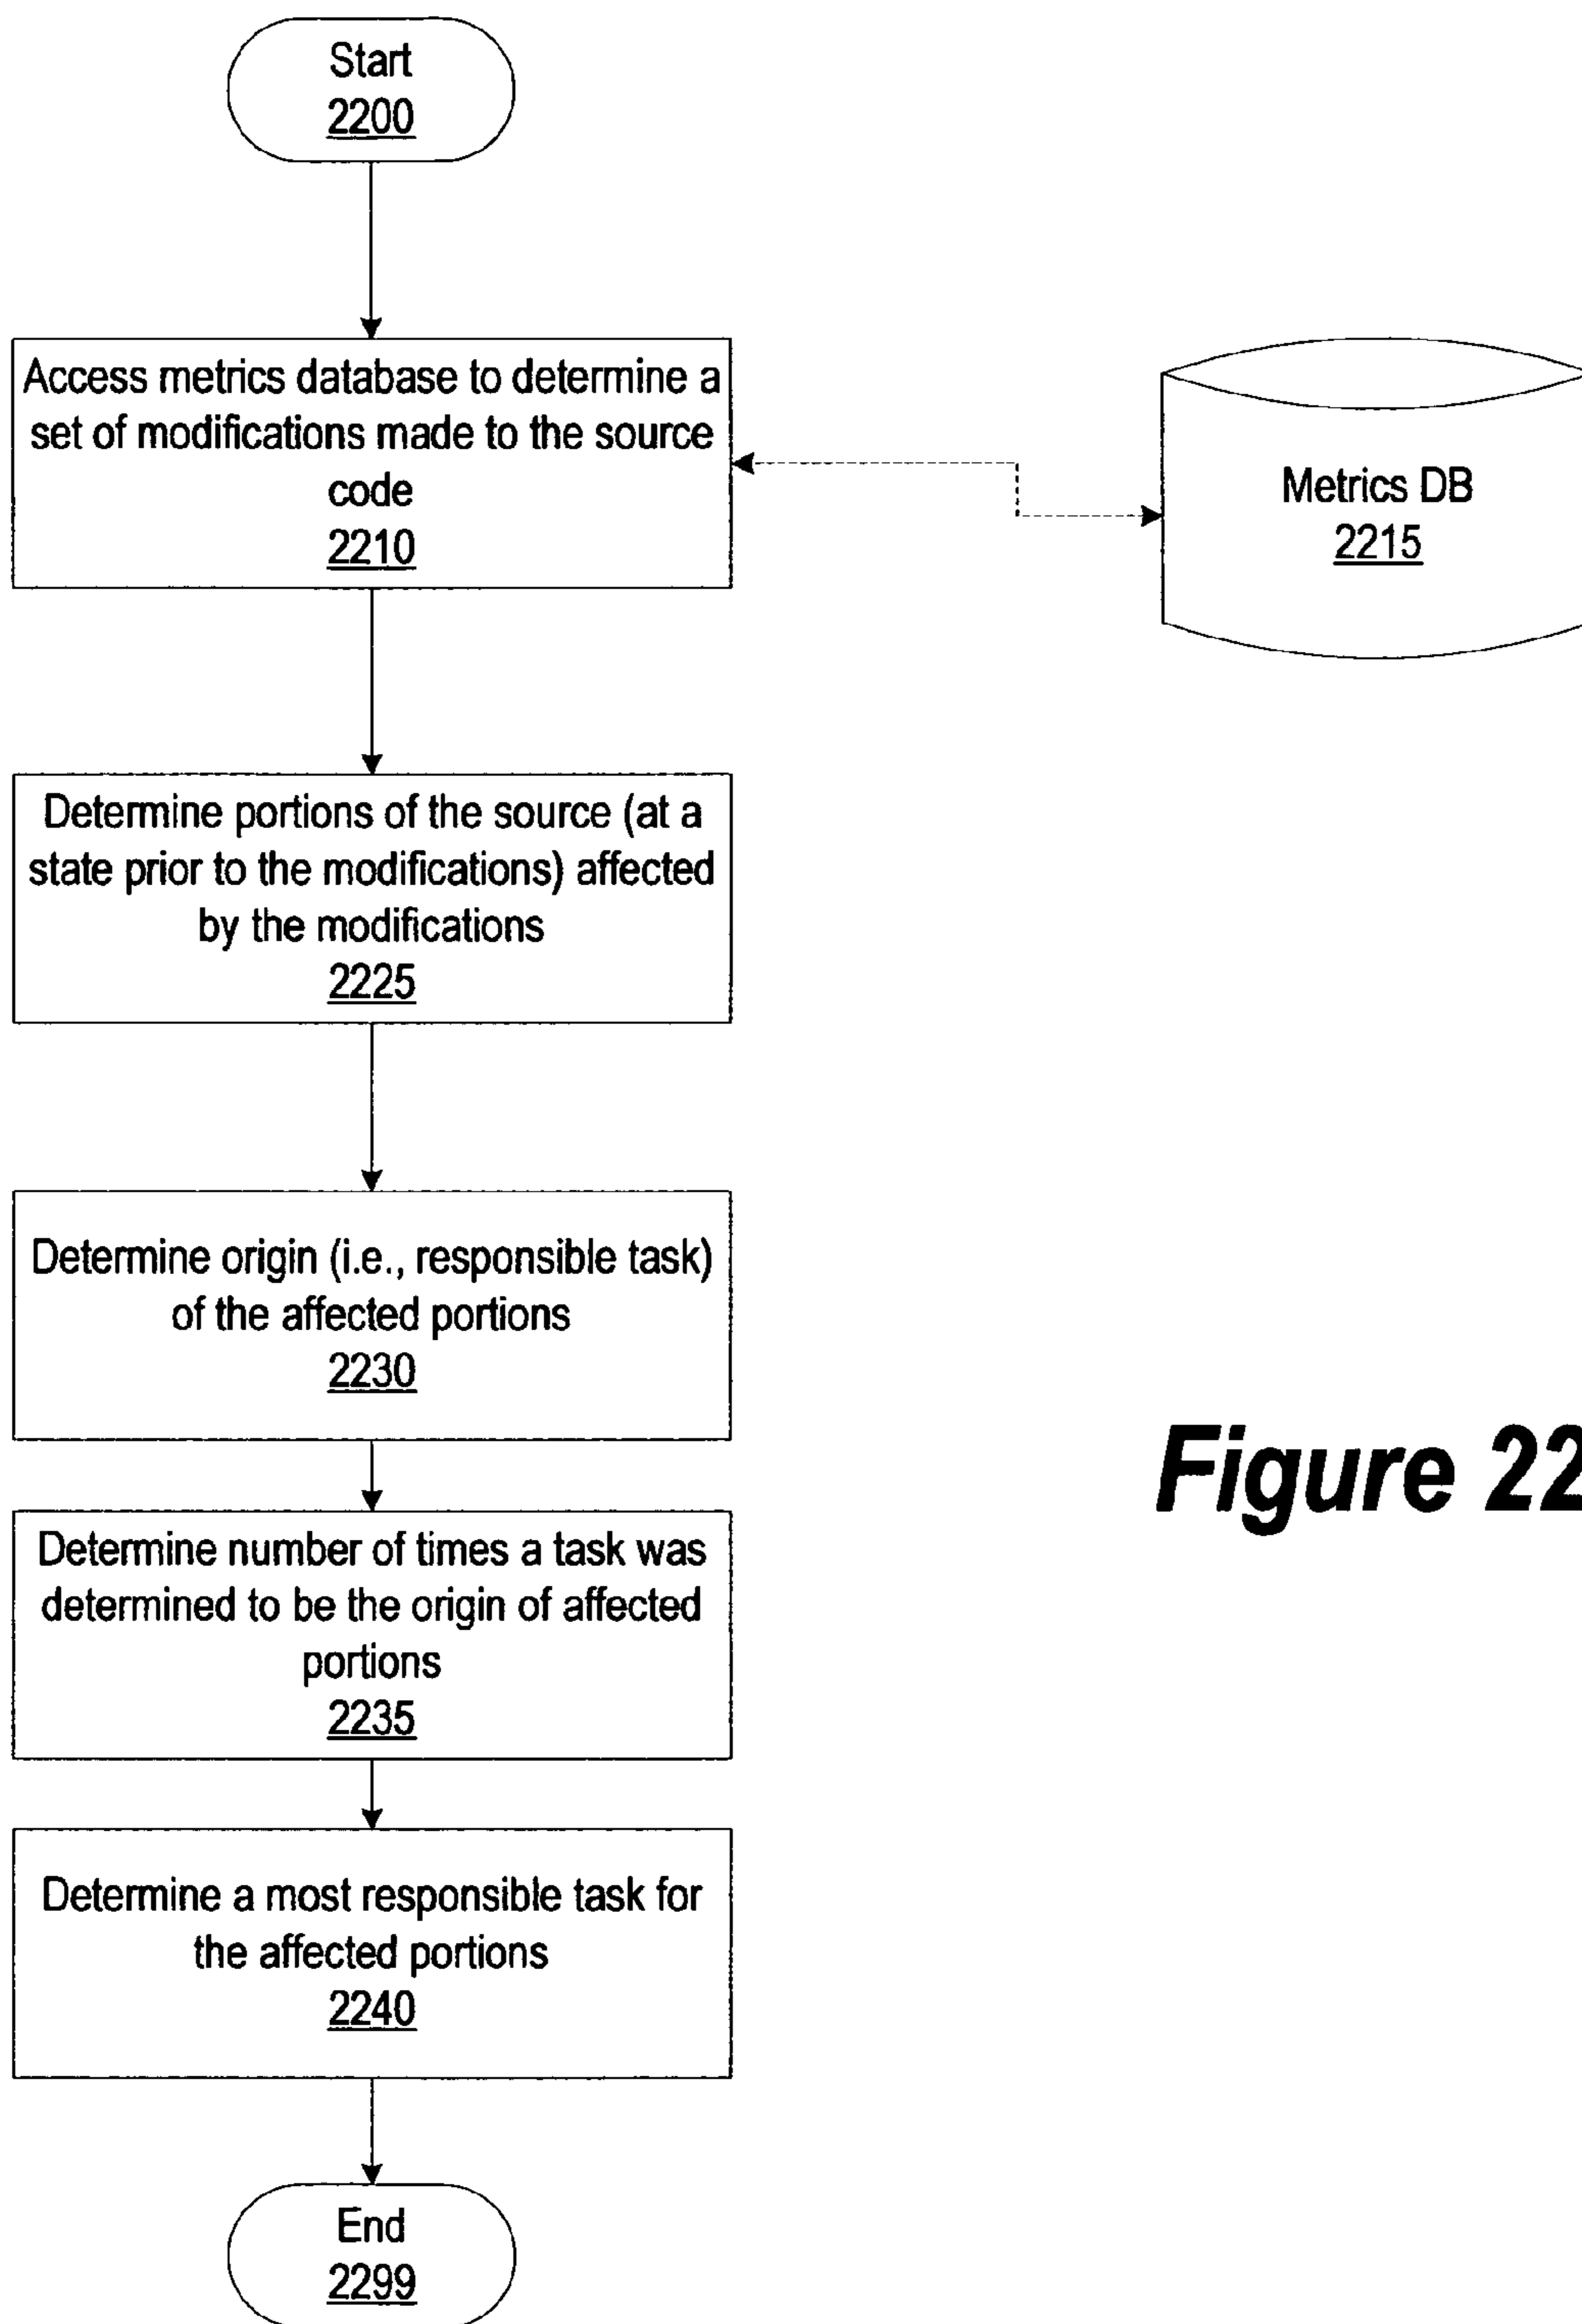 Start
2200
Access metrics database to determine a
set of modifications made to the source
code
2210
Metrics DB
2215
Determine portions of the source (at a
state prior to the modifications) affected
by the modifications
2225
Determine origin (i.e., responsible task)
of the affected portions
2230
Figure 22
Determine number of times a task was
determined to be the origin of affected
portions
2235
Determine a most responsible task for
the affected portions
2240
End
2299